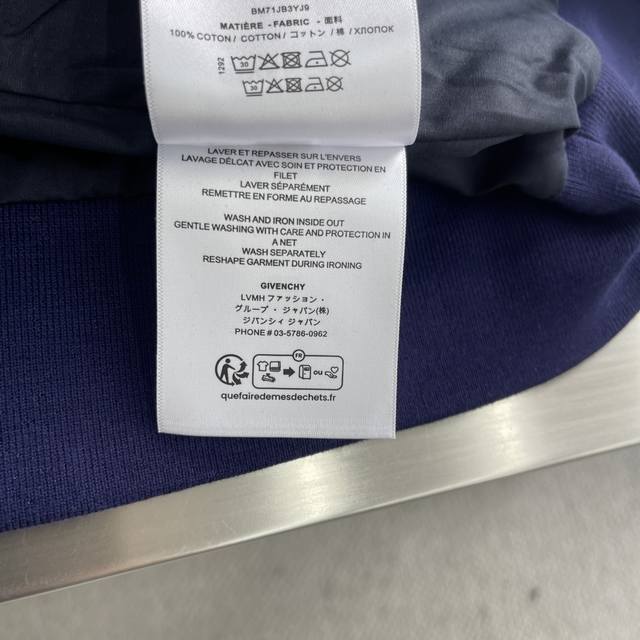 BM71JB3YJ9
MATIÈRE - FABRIC - 面料
100% COTON / COTTON / コットン / 棉 / ХЛОПОК
1292
30
30
LAVER ET REPASSER SUR L'ENVERS
LAVAGE DÉLCAT AVEC SOIN ET PROTECTION EN
FILET
LAVER SÉPARÉMENT
REMETTRE EN FORME AU REPASSAGE
WASH AND IRON INSIDE OUT
GENTLE WASHING WITH CARE AND PROTECTION IN
A NET
WASH SEPARATELY
RESHAPE GARMENT DURING IRONING
GIVENCHY
LVMH ファッション・
グループ・ジャパン(株)
ジバンシィ ジャパン
PHONE # 03-5786-0962
FR
OU
quefairedemesdechets.fr